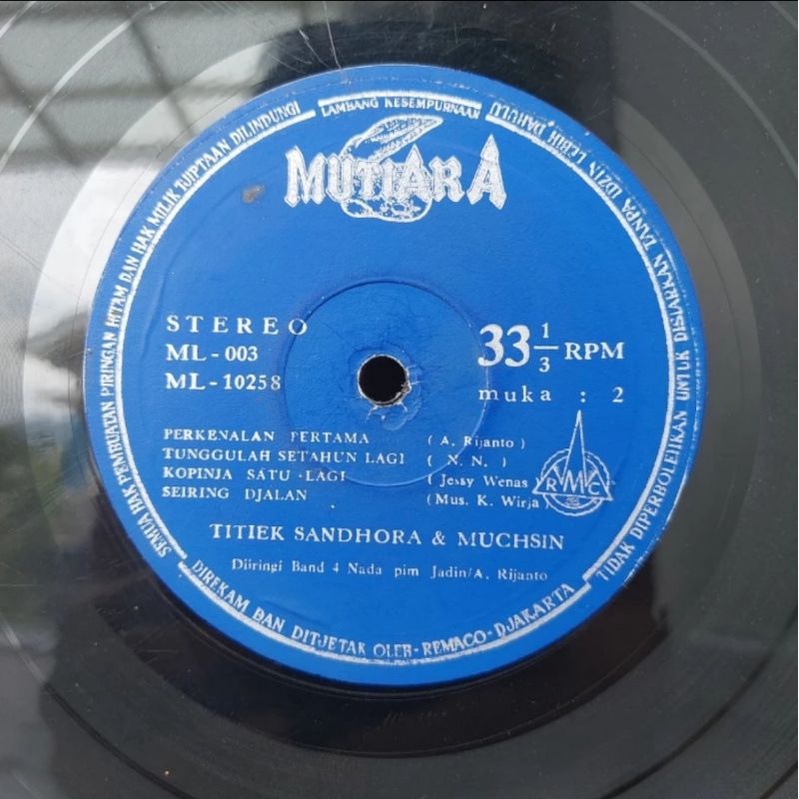 LAMBANG KESEMPURNAAN
MUTIARA
SEMUA HAK PEMBUATAN PIRINGAN HITAM DAN HAK MILIK TJIPTAAN DILINDUNGI
TIDAK DIPERBOLEHKAN UNTUK DISIARKAN TANPA IDZIN LEBIH DAHULU
STEREO
ML - 003
ML - 10258
33 1/3 RPM
muka : 2
PERKENALAN PERTAMA ( A. Rijanto )
TUNGGULAH SETAHUN LAGI ( N. N. )
KOPINJA SATU - LAGI ( Jessy Wenas
SEIRING DJALAN (Mus. K. Wirja
RMC
TITIEK SANDHORA & MUCHSIN
Diiringi Band 4 Nada pim Jadin/A. Rijanto
DIREKAM DAN DITJETAK OLEH - REMACO - DJAKARTA